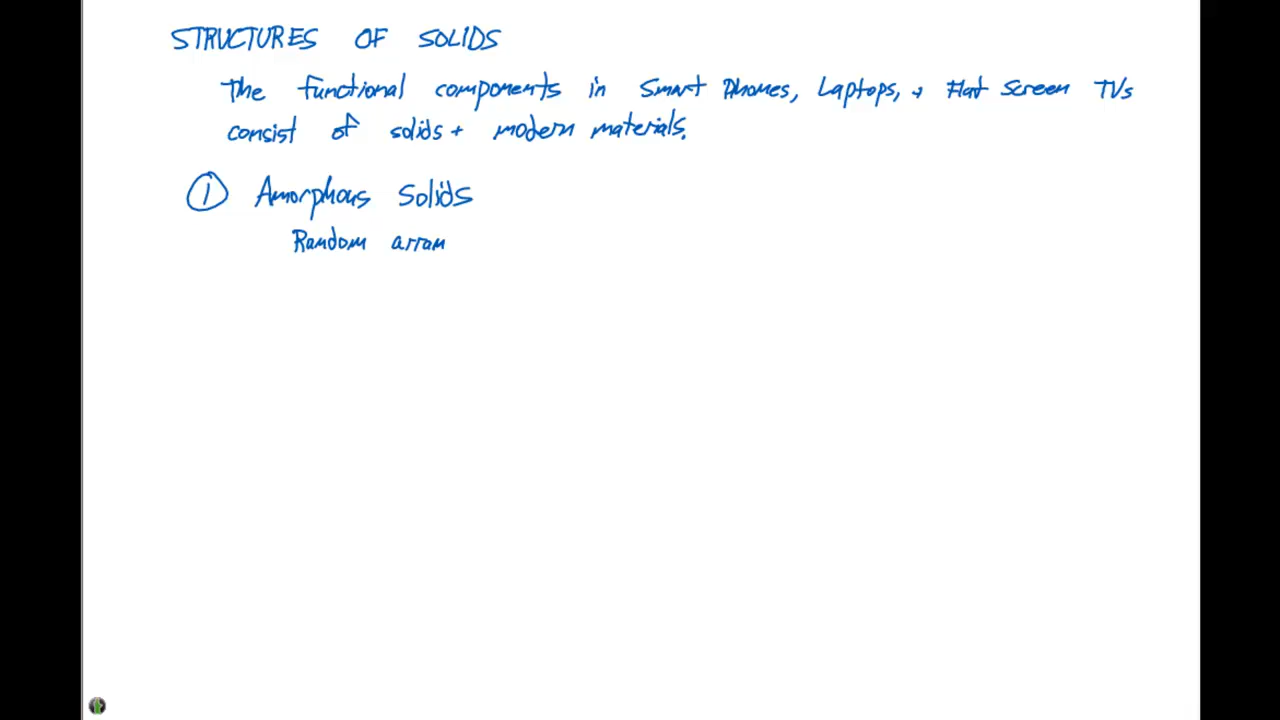 STRUCTURES OF SOLIDS
The functional components in Smart Phones, Laptops, + Flat Screen TVs
consist of solids + modern materials.
① Amorphous Solids
Random arran